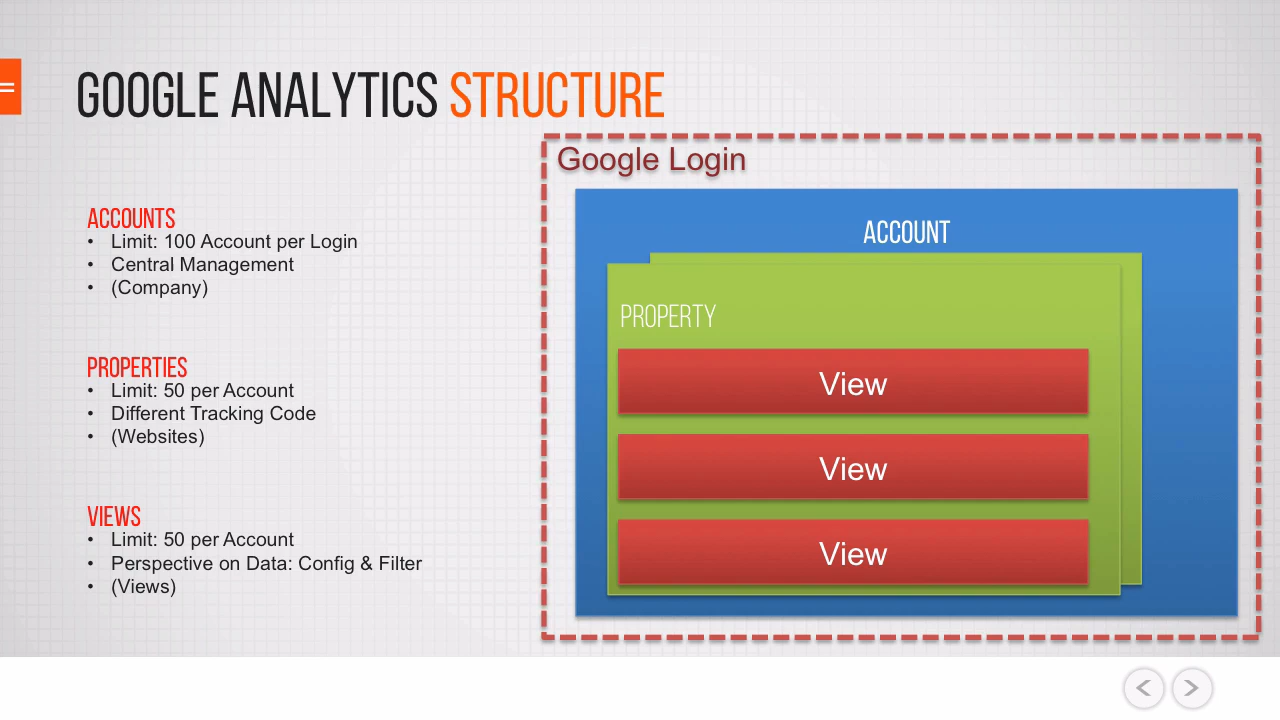 GOOGLE ANALYTICS STRUCTURE
Google Login
ACCOUNTS
• Limit: 100 Account per Login
• Central Management
• (Company)
PROPERTIES
• Limit: 50 per Account
• Different Tracking Code
• (Websites)
VIEWS
• Limit: 50 per Account
• Perspective on Data: Config & Filter
• (Views)
ACCOUNT
PROPERTY
View
View
View